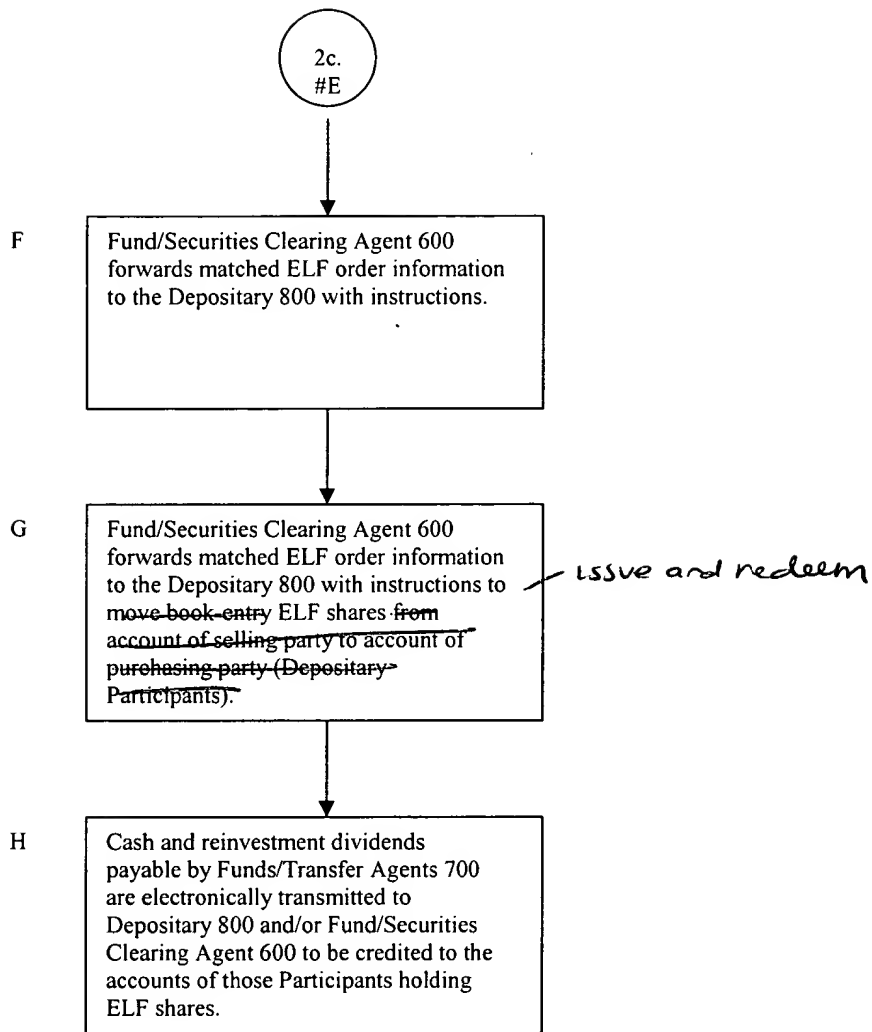 2c.
#E
F
Fund/Securities Clearing Agent 600
forwards matched ELF order information
to the Depositary 800 with instructions.
G
Fund/Securities Clearing Agent 600
forwards matched ELF order information
to the Depositary 800 with instructions to
move book-entry ELF shares from
account of selling party to account of
purchasing party (Depositary
Participants).
issue and redeem
H
Cash and reinvestment dividends
payable by Funds/Transfer Agents 700
are electronically transmitted to
Depositary 800 and/or Fund/Securities
Clearing Agent 600 to be credited to the
accounts of those Participants holding
ELF shares.